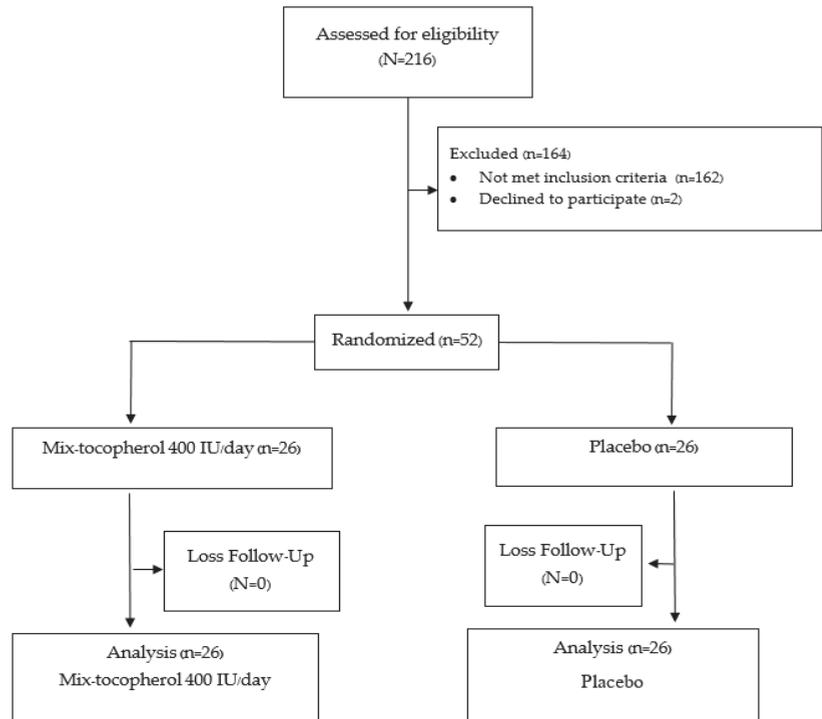 Assessed for eligibility
(N=216)
Excluded (n=164)
• Not met inclusion criteria (n=162)
• Declined to participate (n=2)
Randomized (n=52)
Mix-tocopherol 400 IU/day (n=26)
Placebo (n=26)
Loss Follow-Up
(N=0)
Loss Follow-Up
(N=0)
Analysis (n=26)
Mix-tocopherol 400 IU/day
Analysis (n=26)
Placebo